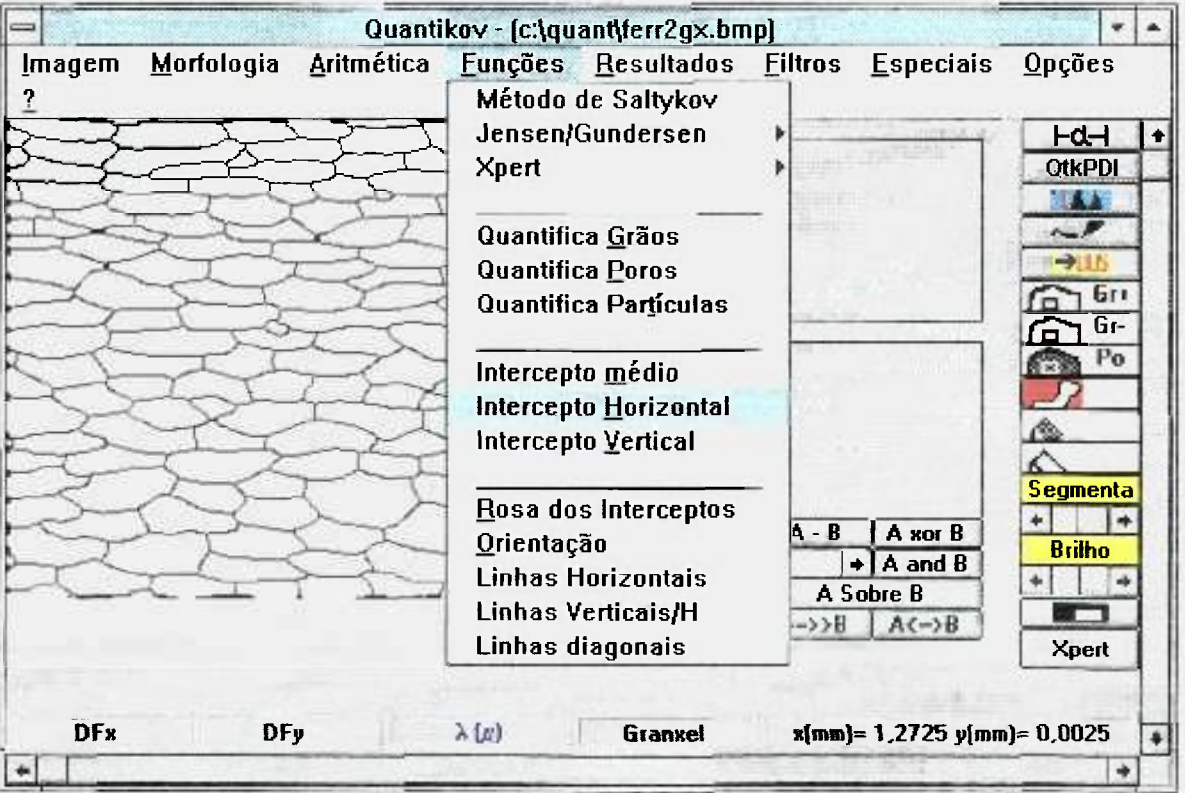 Quantikov - [c:\quant\ferr2gx.bmp]
Imagem Morfologia Aritmética Funções Resultados Filtros Especiais Opções
?
Método de Saltykov
Jensen/Gundersen
Xpert
Quantifica Grãos
Quantifica Poros
Quantifica Partículas
Intercepto médio
Intercepto Horizontal
Intercepto Vertical
Rosa dos Interceptos
Orientação
Linhas Horizontais
Linhas Verticais/H
Linhas diagonais
A - B A xor B
A and B
A Sobre B
->>B A<->B
├d┤
QtkPDI
Gr+
Gr-
Po
Segmenta
Brilho
Xpert
DFx DFy λ(x) Granxel x(mm)= 1,2725 y(mm)= 0,0025